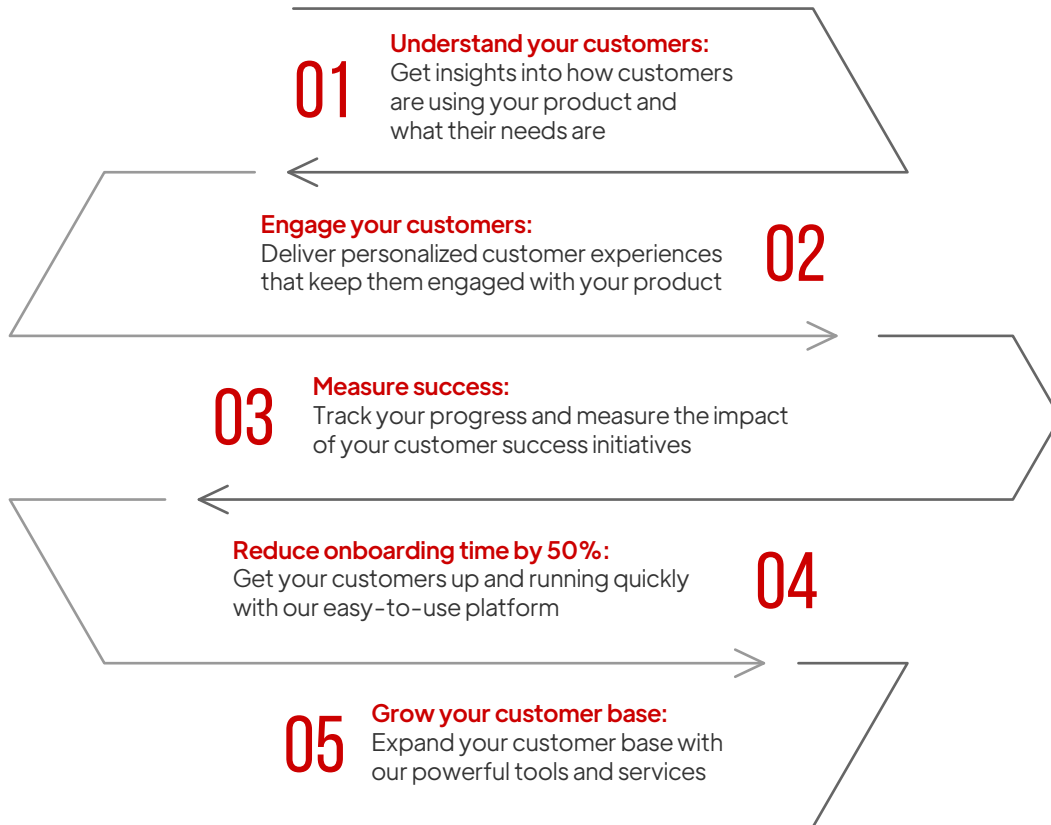 01
Understand your customers:
Get insights into how customers
are using your product and
what their needs are
Engage your customers:
Deliver personalized customer experiences
that keep them engaged with your product
02
03
Measure success:
Track your progress and measure the impact
of your customer success initiatives
Reduce onboarding time by 50%:
Get your customers up and running quickly
with our easy-to-use platform
04
05
Grow your customer base:
Expand your customer base with
our powerful tools and services